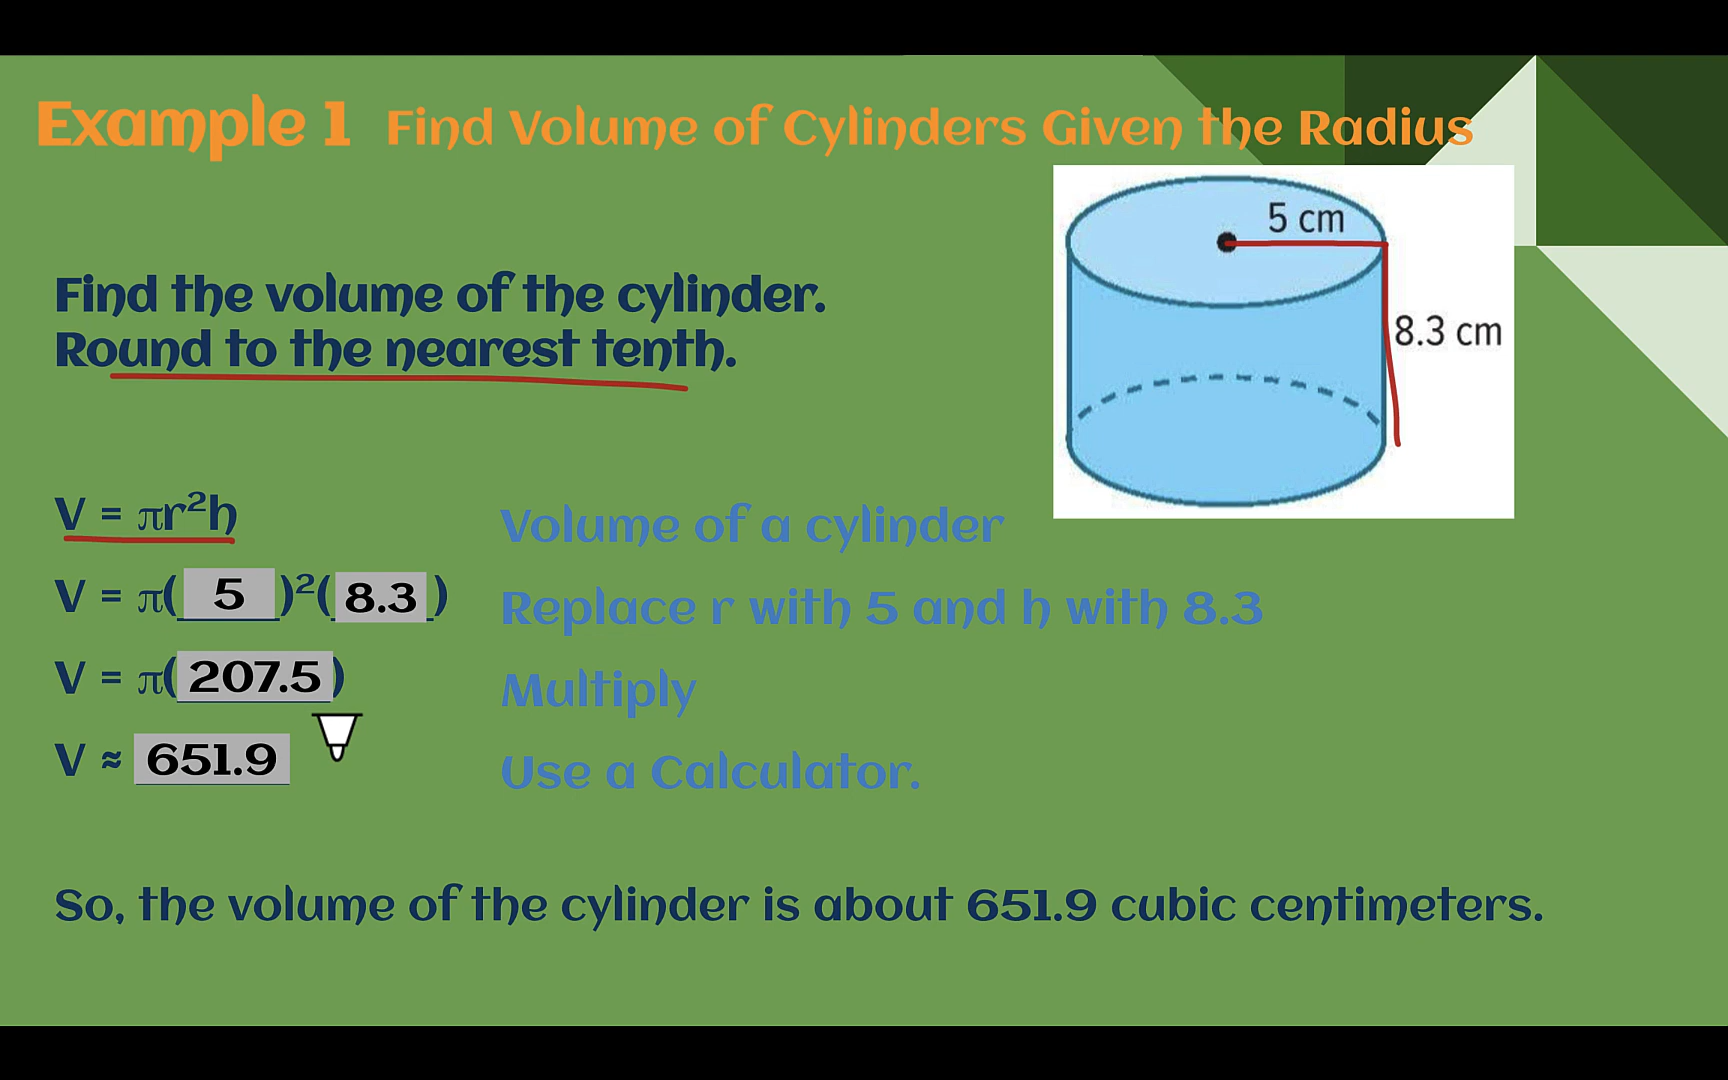 Example 1 Find Volume of Cylinders Given the Radius
5 cm
8.3 cm
Find the volume of the cylinder.
Round to the nearest tenth.
V = πr²h Volume of a cylinder
V = π( 5 )²( 8.3 ) Replace r with 5 and h with 8.3
V = π( 207.5 ) Multiply
V ≈ 651.9 Use a Calculator.
So, the volume of the cylinder is about 651.9 cubic centimeters.